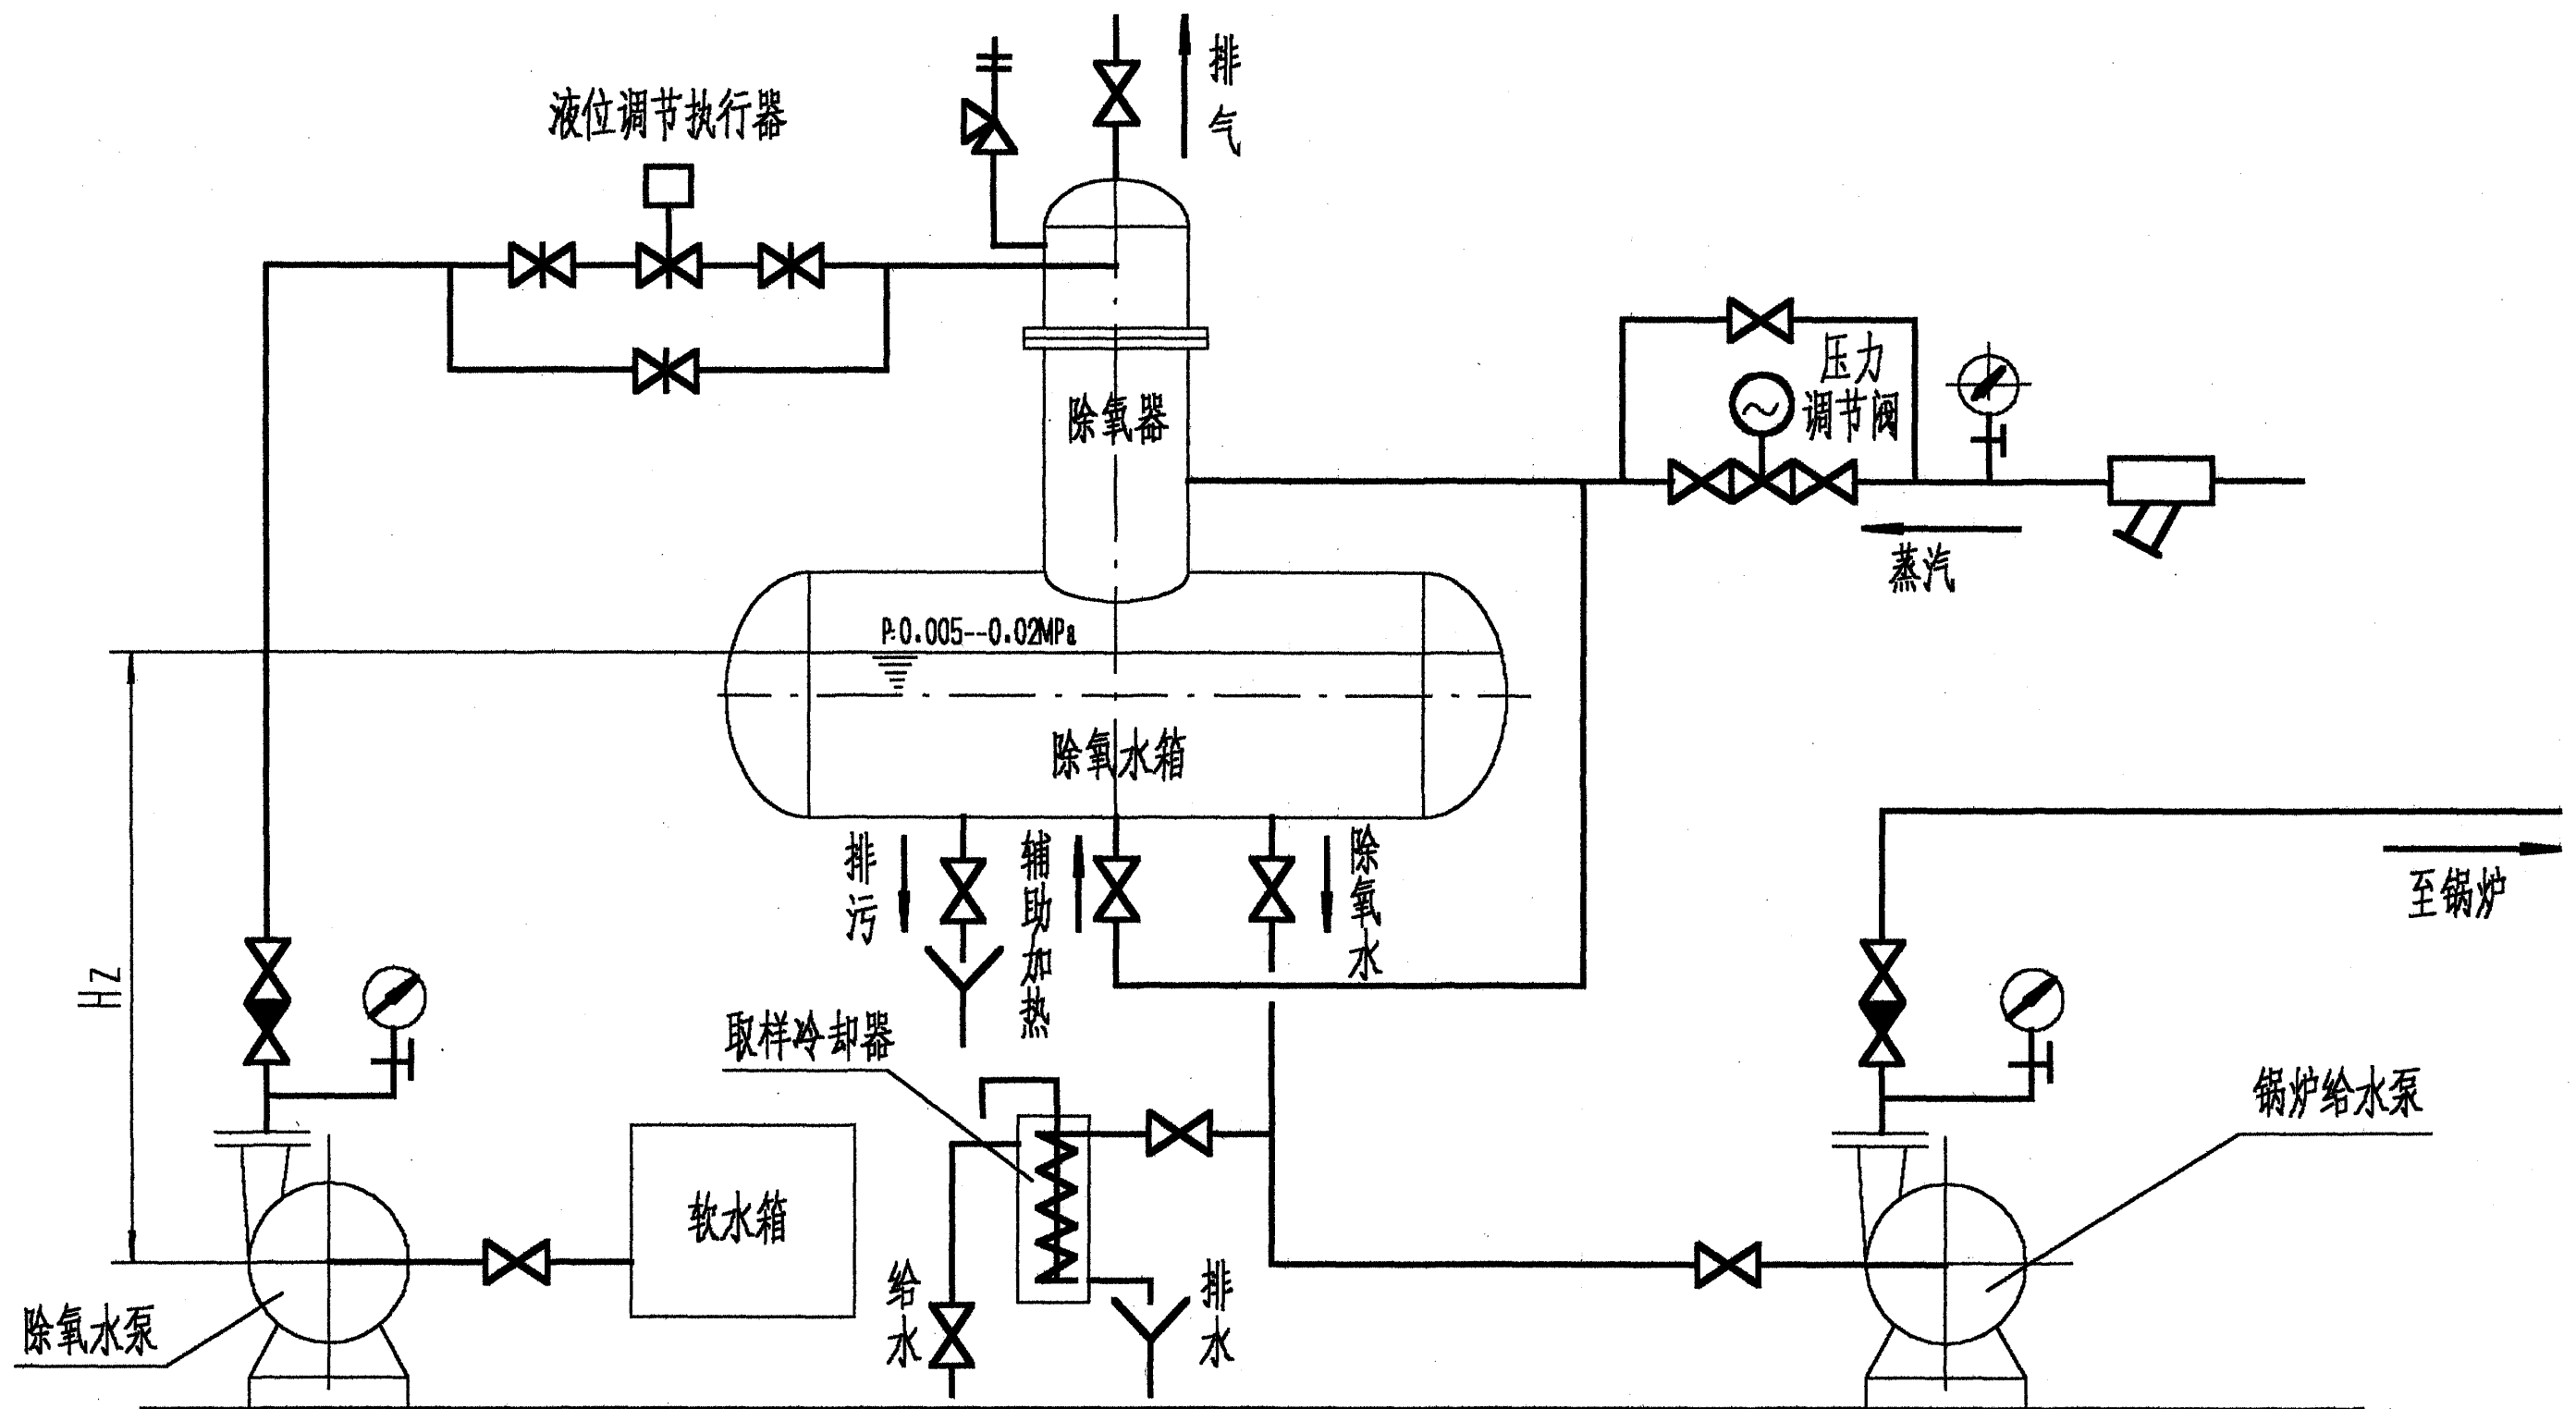 排气
液位调节执行器
压力
调节阀
除氧器
蒸汽
P:0.005--0.02MPa
除氧水箱
排污
辅助加热
除氧水
至锅炉
Hz
取样冷却器
锅炉给水泵
软水箱
给水
排水
除氧水泵